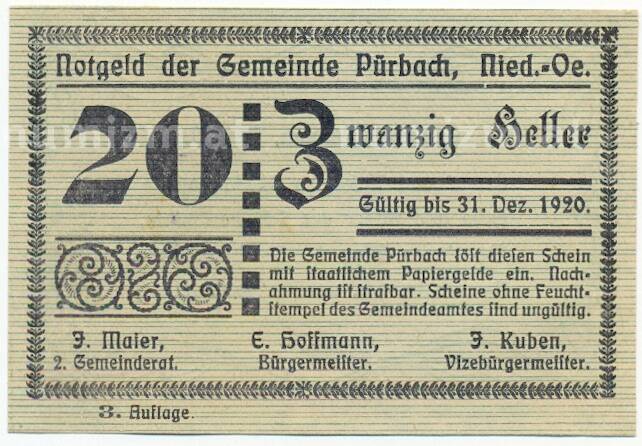 Notgeld der Gemeinde Pürbach, Nied.-Oe.
20 Zwanzig Heller
Gültig bis 31. Dez. 1920.
Die Gemeinde Pürbach löst diesen Schein
mit staatlichem Papiergelde ein. Nach-
ahmung ist strafbar. Scheine ohne Feucht-
stempel des Gemeindeamtes sind ungültig.
J. Maier, E. Hoffmann, J. Kuben,
2. Gemeinderat. Bürgermeister. Vizebürgermeister.
3. Auflage.